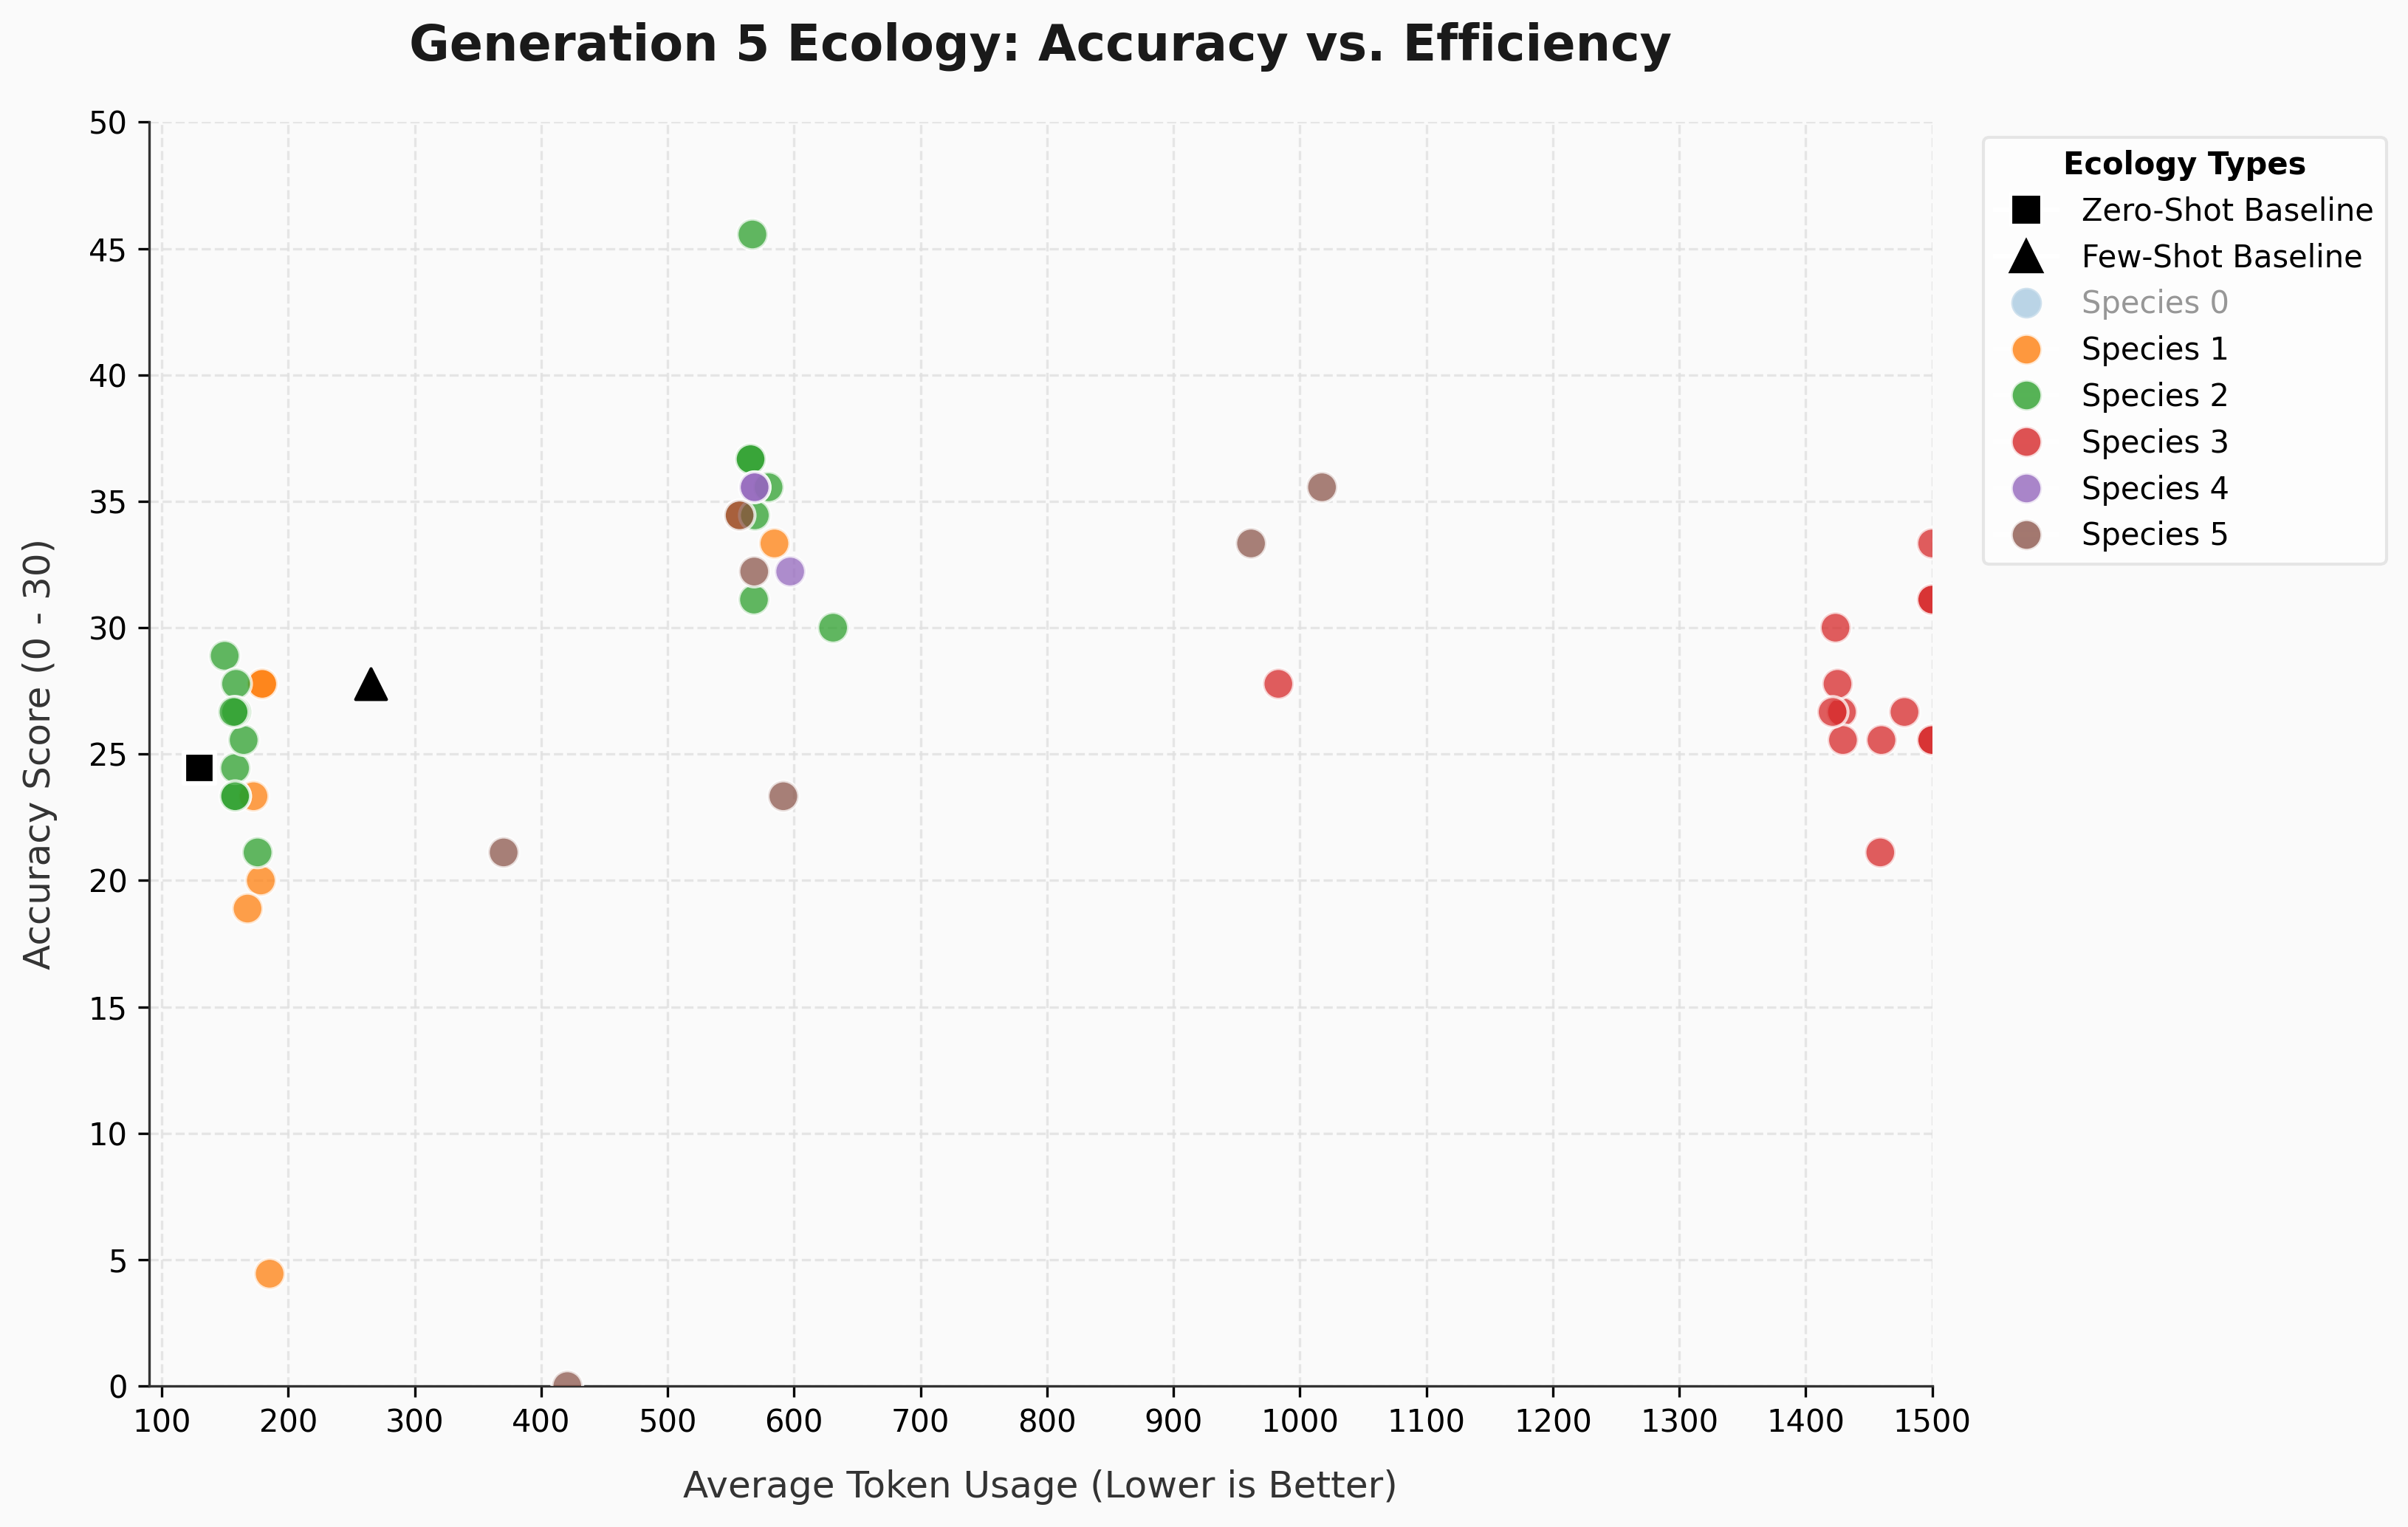 Generation 5 Ecology: Accuracy vs. Efficiency
Accuracy Score (0 - 30)
50
45
40
35
30
25
20
15
10
5
0
100 200 300 400 500 600 700 800 900 1000 1100 1200 1300 1400 1500
Average Token Usage (Lower is Better)
Ecology Types
Zero-Shot Baseline
Few-Shot Baseline
Species 0
Species 1
Species 2
Species 3
Species 4
Species 5